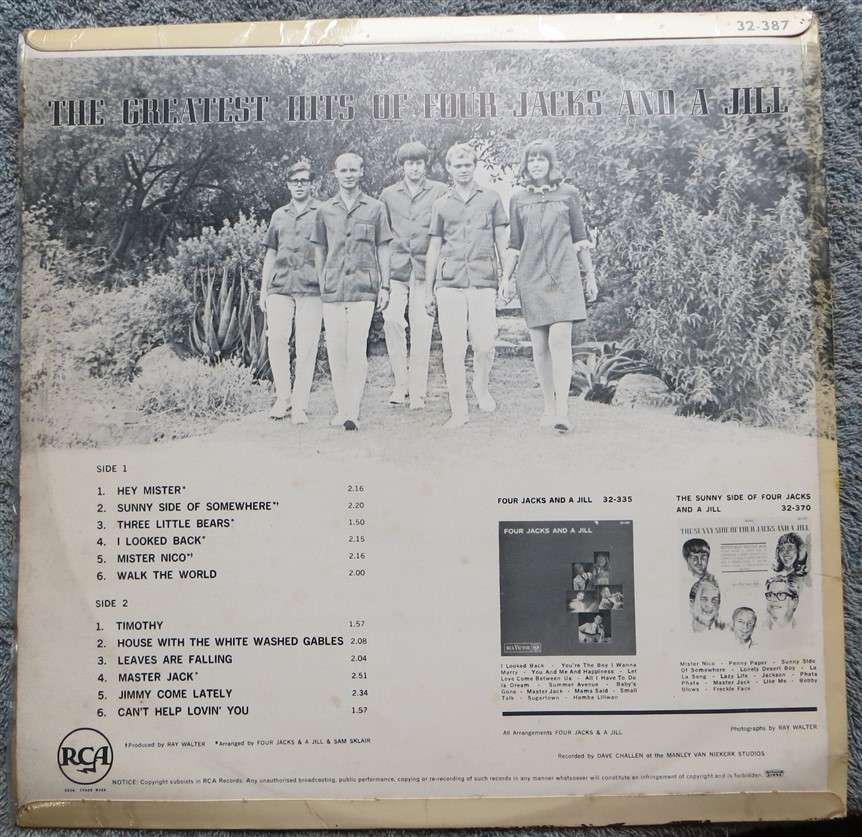 32-387
THE GREATEST HITS OF FOUR JACKS AND A JILL
SIDE 1
1. HEY MISTER* 2.16
2. SUNNY SIDE OF SOMEWHERE*† 2.20
3. THREE LITTLE BEARS* 1.50
4. I LOOKED BACK* 2.15
5. MISTER NICO*† 2.16
6. WALK THE WORLD 2.00
SIDE 2
1. TIMOTHY 1.57
2. HOUSE WITH THE WHITE WASHED GABLES 2.08
3. LEAVES ARE FALLING 2.04
4. MASTER JACK* 2.51
5. JIMMY COME LATELY 2.34
6. CAN'T HELP LOVIN' YOU 1.57
FOUR JACKS AND A JILL 32-335
FOUR JACKS AND A JILL
RCA VICTOR
I Looked Back - You're The Boy I Wanna
Marry - You And Me And Happiness - Let
Love Come Between Us - All I Have To Do
Is Dream - Summer Avenue - Baby's
Gone - Master Jack - Mama Said - Small
Talk - Sugartown - Hamba Liliwan
THE SUNNY SIDE OF FOUR JACKS
AND A JILL 32-370
THE SUNNY SIDE OF FOUR JACKS AND A JILL
Mister Nico - Penny Paper - Sunny Side
Of Somewhere - Lonely Desert Boy - La
La Song - Lazy Life - Jackson - Phata
Phata - Master Jack - Like Me - Bobby
Blows - Freckle Face
All Arrangements FOUR JACKS & A JILL
Photographs by RAY WALTER
†Produced by RAY WALTER *Arranged by FOUR JACKS & A JILL & SAM SKLAIR
Recorded by DAVE CHALLEN at the MANLEY VAN NIEKERK STUDIOS
RCA
NOTICE: Copyright subsists in RCA Records. Any unauthorised broadcasting, public performance, copying or re-recording of such records in any manner whatsoever will constitute an infringement of copyright and is forbidden.